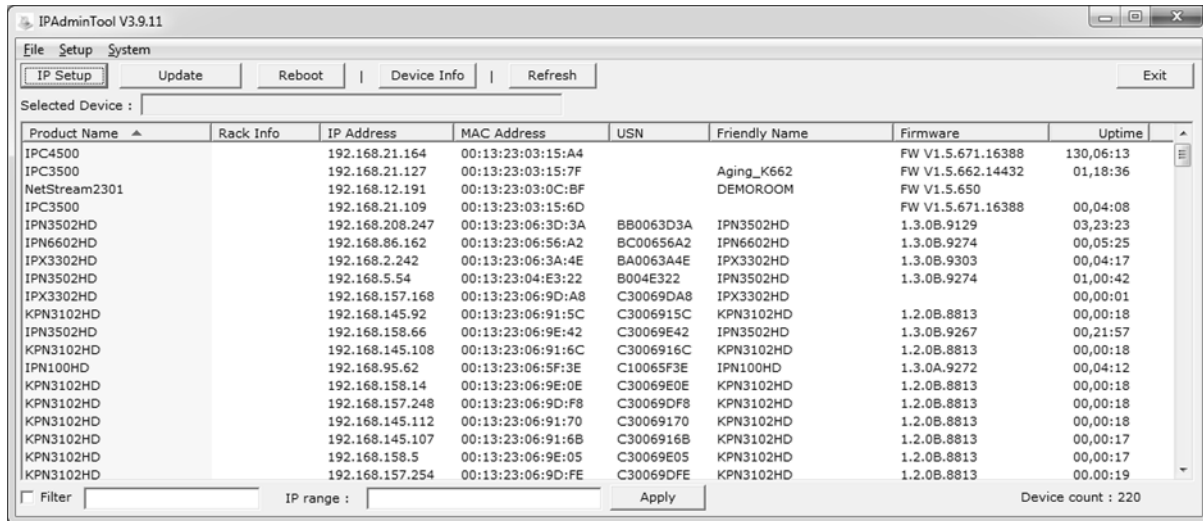 IPAdminTool V3.9.11
File Setup System
IP Setup Update Reboot | Device Info | Refresh Exit
Selected Device :
Product Name Rack Info IP Address MAC Address USN Friendly Name Firmware Uptime
IPC4500 192.168.21.164 00:13:23:03:15:A4 FW V1.5.671.16388 130,06:13
IPC3500 192.168.21.127 00:13:23:03:15:7F Aging_K662 FW V1.5.662.14432 01,18:36
NetStream2301 192.168.12.191 00:13:23:03:0C:BF DEMOROOM FW V1.5.650
IPC3500 192.168.21.109 00:13:23:03:15:6D FW V1.5.671.16388 00,04:08
IPN3502HD 192.168.208.247 00:13:23:06:3D:3A BB0063D3A IPN3502HD 1.3.0B.9129 03,23:23
IPN6602HD 192.168.86.162 00:13:23:06:56:A2 BC00656A2 IPN6602HD 1.3.0B.9274 00,05:25
IPX3302HD 192.168.2.242 00:13:23:06:3A:4E BA0063A4E IPX3302HD 1.3.0B.9303 00,04:17
IPN3502HD 192.168.5.54 00:13:23:04:E3:22 B004E322 IPN3502HD 1.3.0B.9274 01,00:42
IPX3302HD 192.168.157.168 00:13:23:06:9D:A8 C30069DA8 IPX3302HD 00,00:01
KPN3102HD 192.168.145.92 00:13:23:06:91:5C C3006915C KPN3102HD 1.2.0B.8813 00,00:18
IPN3502HD 192.168.158.66 00:13:23:06:9E:42 C30069E42 IPN3502HD 1.3.0B.9267 00,21:57
KPN3102HD 192.168.145.108 00:13:23:06:91:6C C3006916C KPN3102HD 1.2.0B.8813 00,00:18
IPN100HD 192.168.95.62 00:13:23:06:5F:3E C10065F3E IPN100HD 1.3.0A.9272 00,04:12
KPN3102HD 192.168.158.14 00:13:23:06:9E:0E C30069E0E KPN3102HD 1.2.0B.8813 00,00:18
KPN3102HD 192.168.157.248 00:13:23:06:9D:F8 C30069DF8 KPN3102HD 1.2.0B.8813 00,00:18
KPN3102HD 192.168.145.112 00:13:23:06:91:70 C30069170 KPN3102HD 1.2.0B.8813 00,00:18
KPN3102HD 192.168.145.107 00:13:23:06:91:6B C3006916B KPN3102HD 1.2.0B.8813 00,00:17
KPN3102HD 192.168.158.5 00:13:23:06:9E:05 C30069E05 KPN3102HD 1.2.0B.8813 00,00:17
KPN3102HD 192.168.157.254 00:13:23:06:9D:FE C30069DFE KPN3102HD 1.2.0B.8813 00,00:19
Filter IP range : Apply Device count : 220